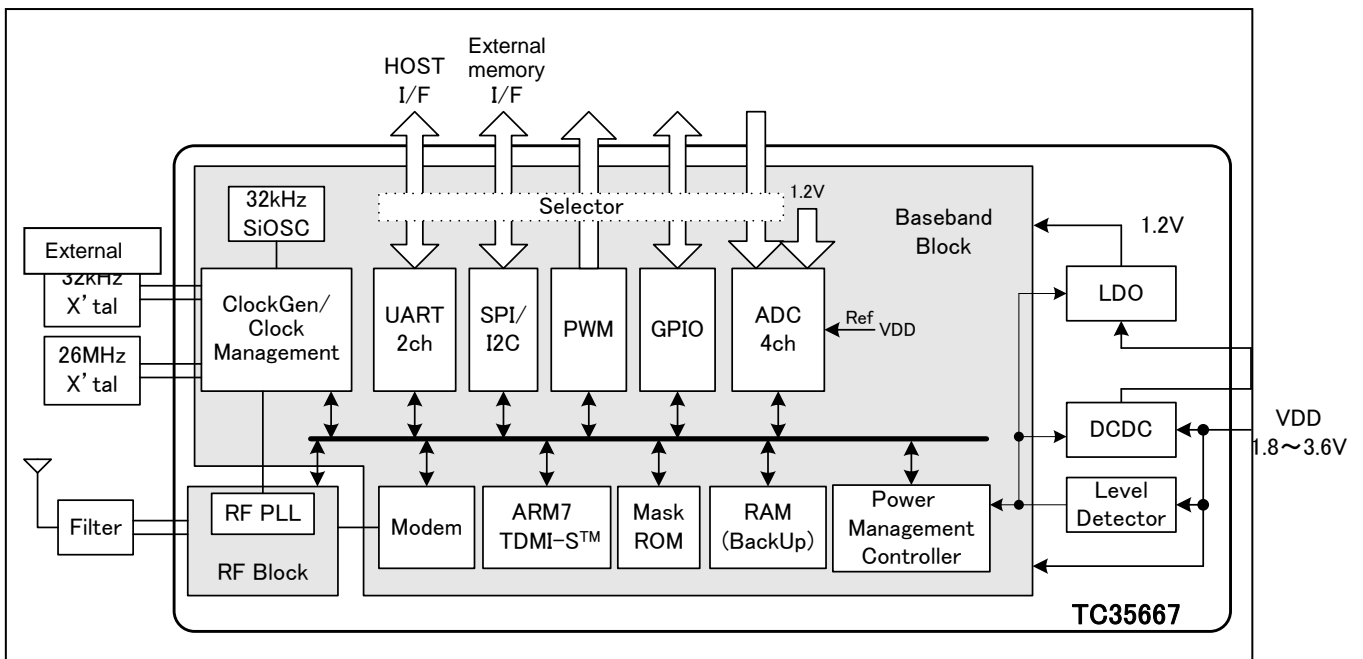 HOST
I/F
External
memory
I/F
1.2V
Selector
32kHz
SiOSC
Baseband
Block
1.2V
External
32kHz
X'tal
26MHz
X'tal
ClockGen/
Clock
Management
UART
2ch
SPI/
I2C
PWM
GPIO
ADC
4ch
Ref
VDD
LDO
DCDC
VDD
1.8～3.6V
Level
Detector
Filter
RF PLL
RF Block
Modem
ARM7
TDMI-S™
Mask
ROM
RAM
(BackUp)
Power
Management
Controller
TC35667